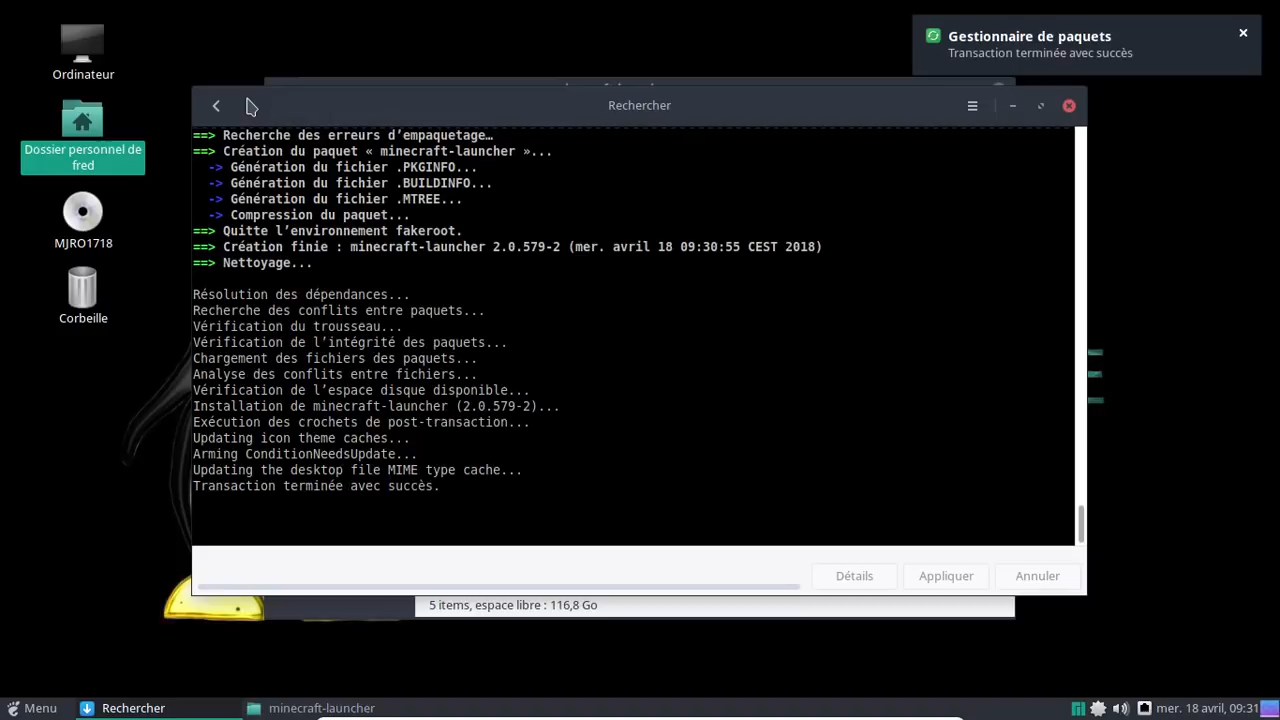 Ordinateur
Dossier personnel de
fred
MJRO1718
Corbeille
Gestionnaire de paquets
Transaction terminée avec succès
Rechercher
==> Recherche des erreurs d’empaquetage…
==> Création du paquet « minecraft-launcher »...
-> Génération du fichier .PKGINFO...
-> Génération du fichier .BUILDINFO...
-> Génération du fichier .MTREE...
-> Compression du paquet...
==> Quitte l’environnement fakeroot.
==> Création finie : minecraft-launcher 2.0.579-2 (mer. avril 18 09:30:55 CEST 2018)
==> Nettoyage...
Résolution des dépendances...
Recherche des conflits entre paquets...
Vérification du trousseau...
Vérification de l’intégrité des paquets...
Chargement des fichiers des paquets...
Analyse des conflits entre fichiers...
Vérification de l’espace disque disponible...
Installation de minecraft-launcher (2.0.579-2)...
Exécution des crochets de post-transaction...
Updating icon theme caches...
Arming ConditionNeedsUpdate...
Updating the desktop file MIME type cache...
Transaction terminée avec succès.
Détails
Appliquer
Annuler
5 items, espace libre : 116,8 Go
Menu
Rechercher
minecraft-launcher
mer. 18 avril, 09:31